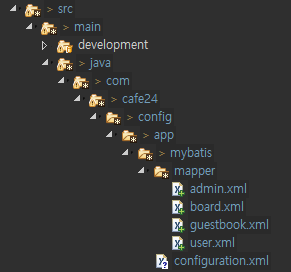 > src
> main
development
> java
> com
> cafe24
> config
> app
> mybatis
mapper
admin.xml
board.xml
guestbook.xml
user.xml
configuration.xml